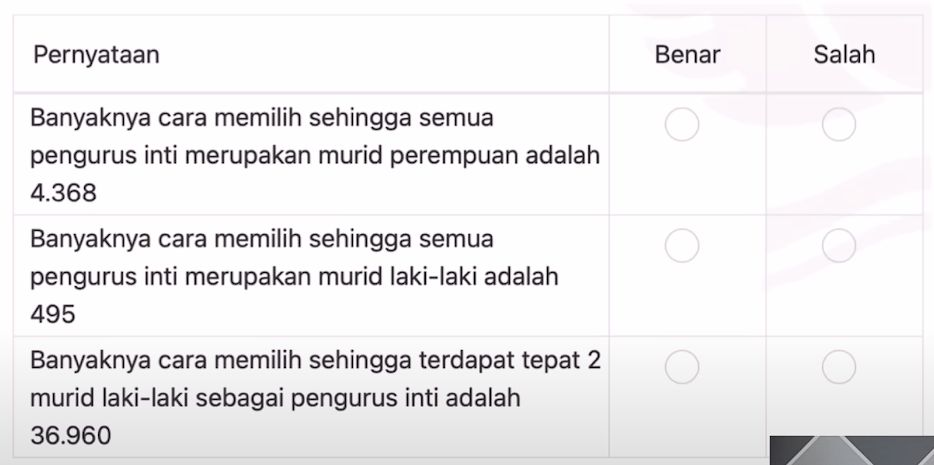 Pernyataan Benar Salah
Banyaknya cara memilih sehingga semua
pengurus inti merupakan murid perempuan adalah
4.368
Banyaknya cara memilih sehingga semua
pengurus inti merupakan murid laki-laki adalah
495
Banyaknya cara memilih sehingga terdapat tepat 2
murid laki-laki sebagai pengurus inti adalah
36.960